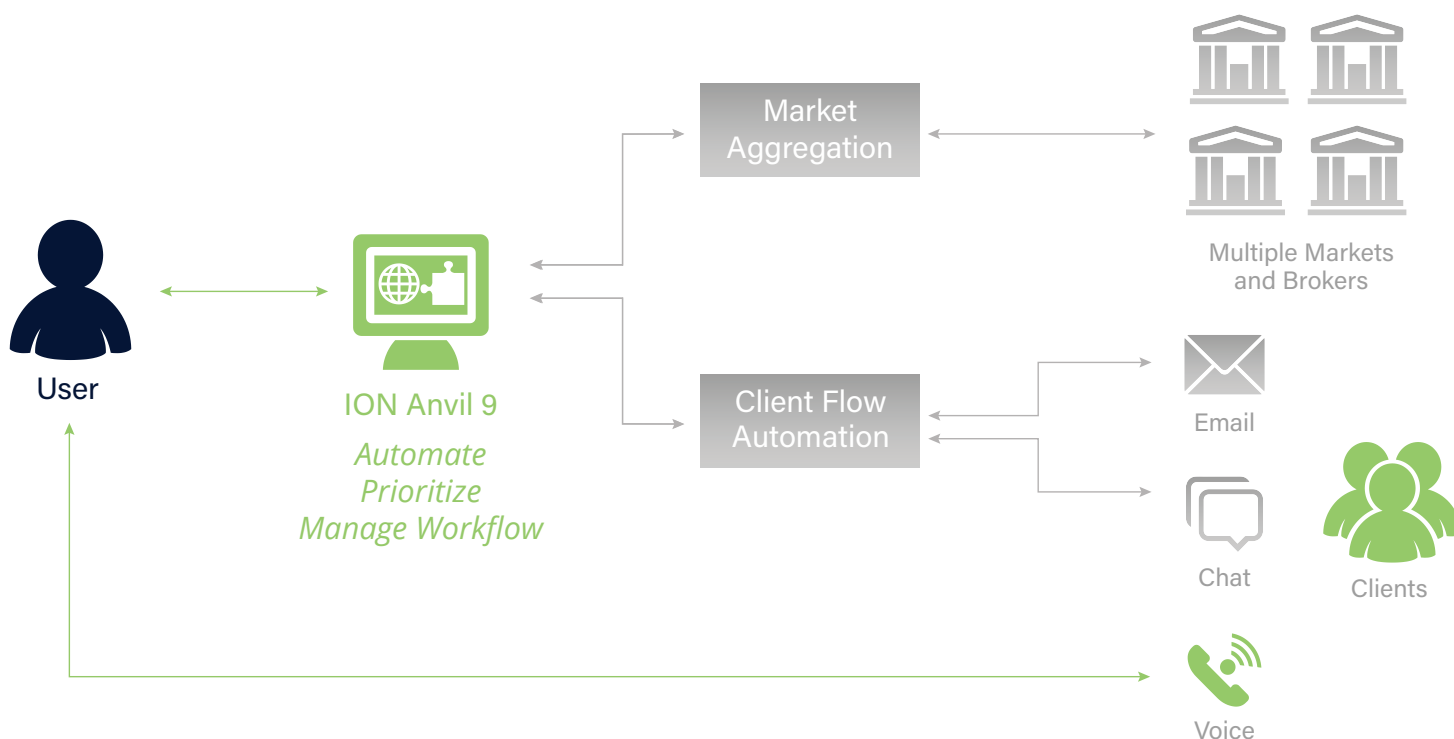 User
ION Anvil 9
Automate
Prioritize
Manage Workflow
Market
Aggregation
Client Flow
Automation
Multiple Markets
and Brokers
Email
Chat
Clients
Voice